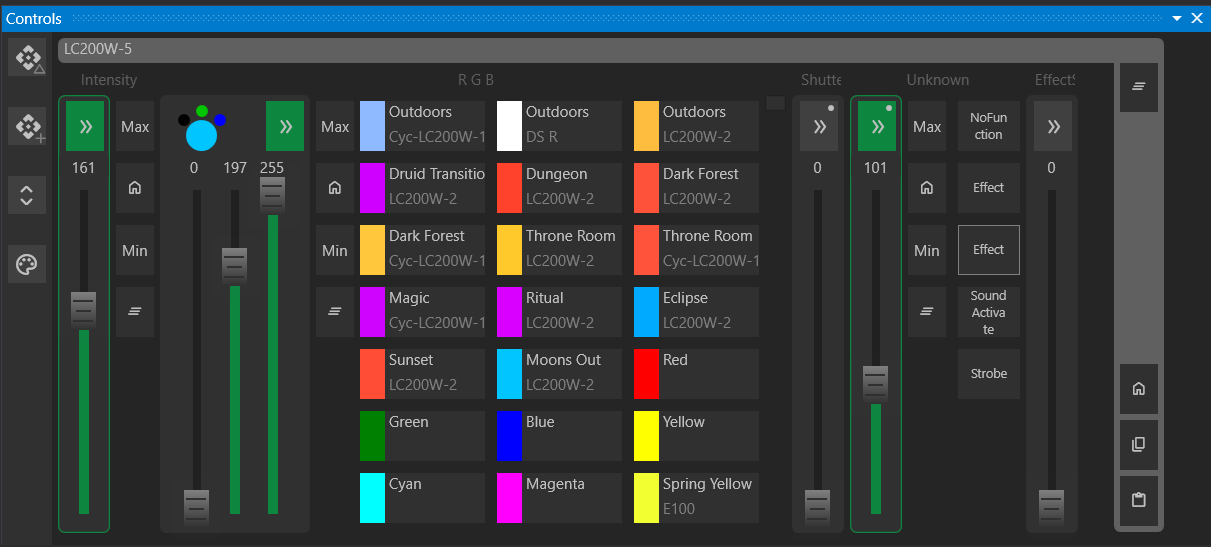 Controls
LC200W-5
Intensity
R G B
Shutte
Unknown
EffectS
Max
Max
Outdoors
Cyc-LC200W-1
Outdoors
DS R
Outdoors
LC200W-2
Max
NoFun
ction
161
0
197
255
Druid Transitio
LC200W-2
Dungeon
LC200W-2
Dark Forest
LC200W-2
0
101
Effect
0
Min
Min
Dark Forest
Cyc-LC200W-1
Throne Room
LC200W-2
Throne Room
Cyc-LC200W-1
Min
Effect
Magic
Cyc-LC200W-1
Ritual
LC200W-2
Eclipse
LC200W-2
Sound
Activa
te
Sunset
LC200W-2
Moons Out
LC200W-2
Red
Strobe
Green
Blue
Yellow
Cyan
Magenta
Spring Yellow
E100